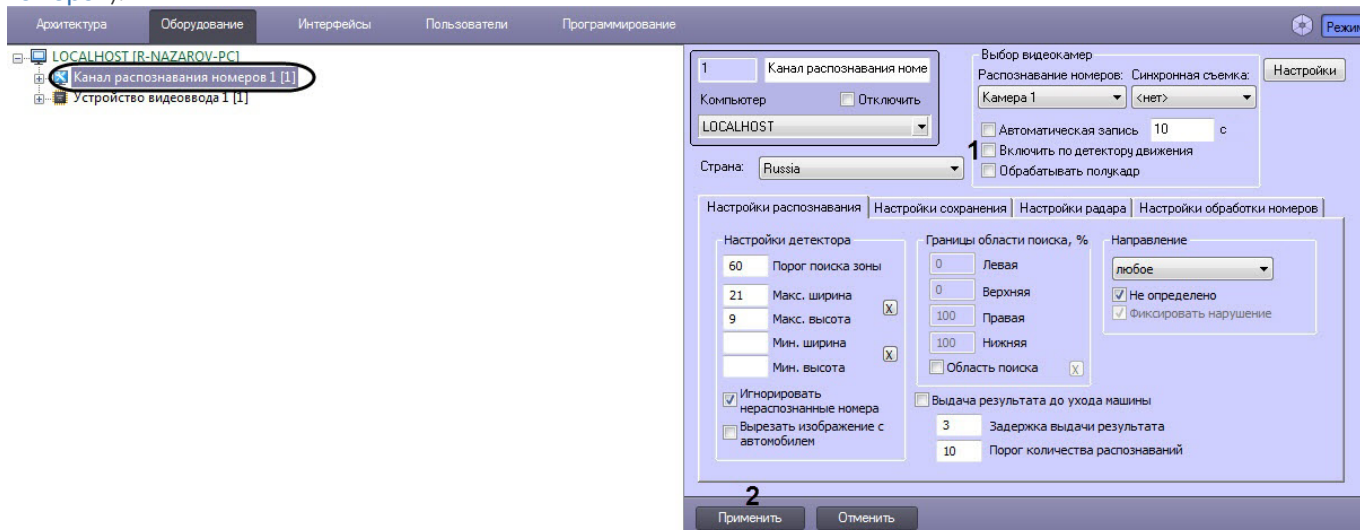 Архитектура Оборудование Интерфейсы Пользователи Программирование
LOCALHOST [R-NAZAROV-PC]
Канал распознавания номеров 1 [1]
Устройство видеоввода 1 [1]
1 Канал распознавания номе
Компьютер Отключить
LOCALHOST
Страна: Russia
Выбор видеокамер
Распознавание номеров: Синхронная съемка:
Камера 1 <нет>
Настройки
Автоматическая запись 10 с
1 Включить по детектору движения
Обрабатывать полукадр
Настройки распознавания Настройки сохранения Настройки радара Настройки обработки номеров
Настройки детектора
60 Порог поиска зоны
21 Макс. ширина
9 Макс. высота
X
Мин. ширина
Мин. высота
X
Игнорировать
нераспознанные номера
Вырезать изображение с
автомобилем
Границы области поиска, %
0 Левая
0 Верхняя
100 Правая
100 Нижняя
Область поиска X
Направление
любое
Не определено
Фиксировать нарушение
Выдача результата до ухода машины
3 Задержка выдачи результата
10 Порог количества распознаваний
2
Применить Отменить